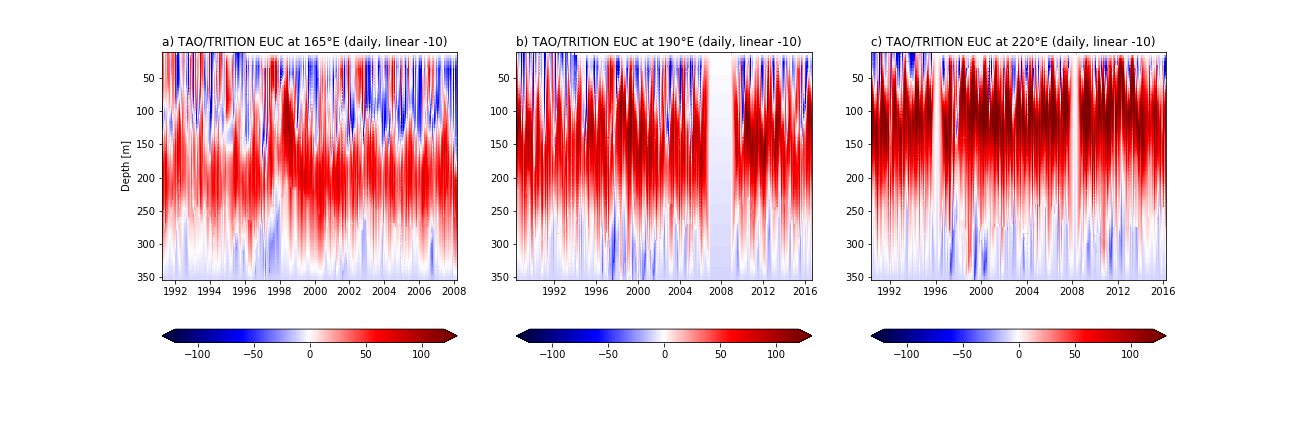 a) TAO/TRITION EUC at 165°E (daily, linear -10)
b) TAO/TRITION EUC at 190°E (daily, linear -10)
c) TAO/TRITION EUC at 220°E (daily, linear -10)
Depth [m]
50
100
150
200
250
300
350
1992 1994 1996 1998 2000 2002 2004 2006 2008
50
100
150
200
250
300
350
1992 1996 2000 2004 2008 2012 2016
50
100
150
200
250
300
350
1992 1996 2000 2004 2008 2012 2016
−100 −50 0 50 100
−100 −50 0 50 100
−100 −50 0 50 100